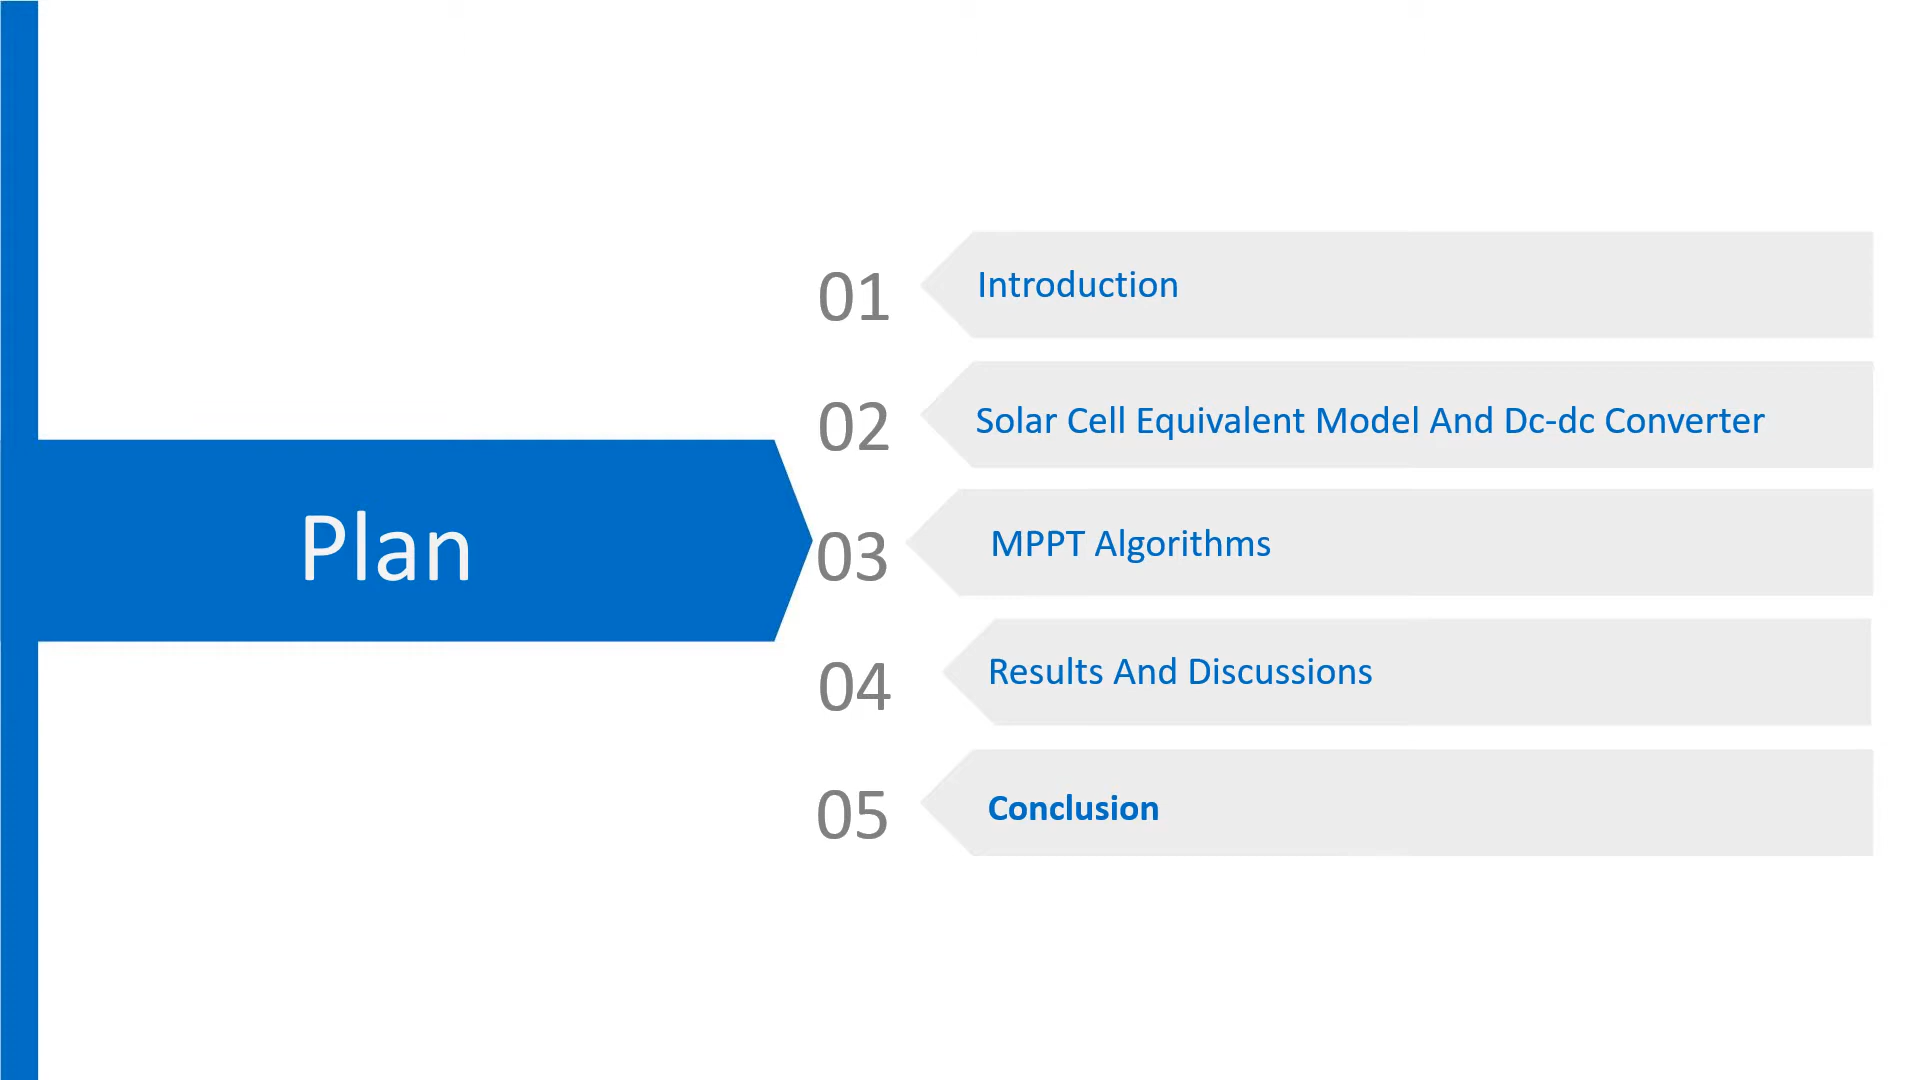 Plan
01 Introduction
02 Solar Cell Equivalent Model And Dc-dc Converter
03 MPPT Algorithms
04 Results And Discussions
05 Conclusion